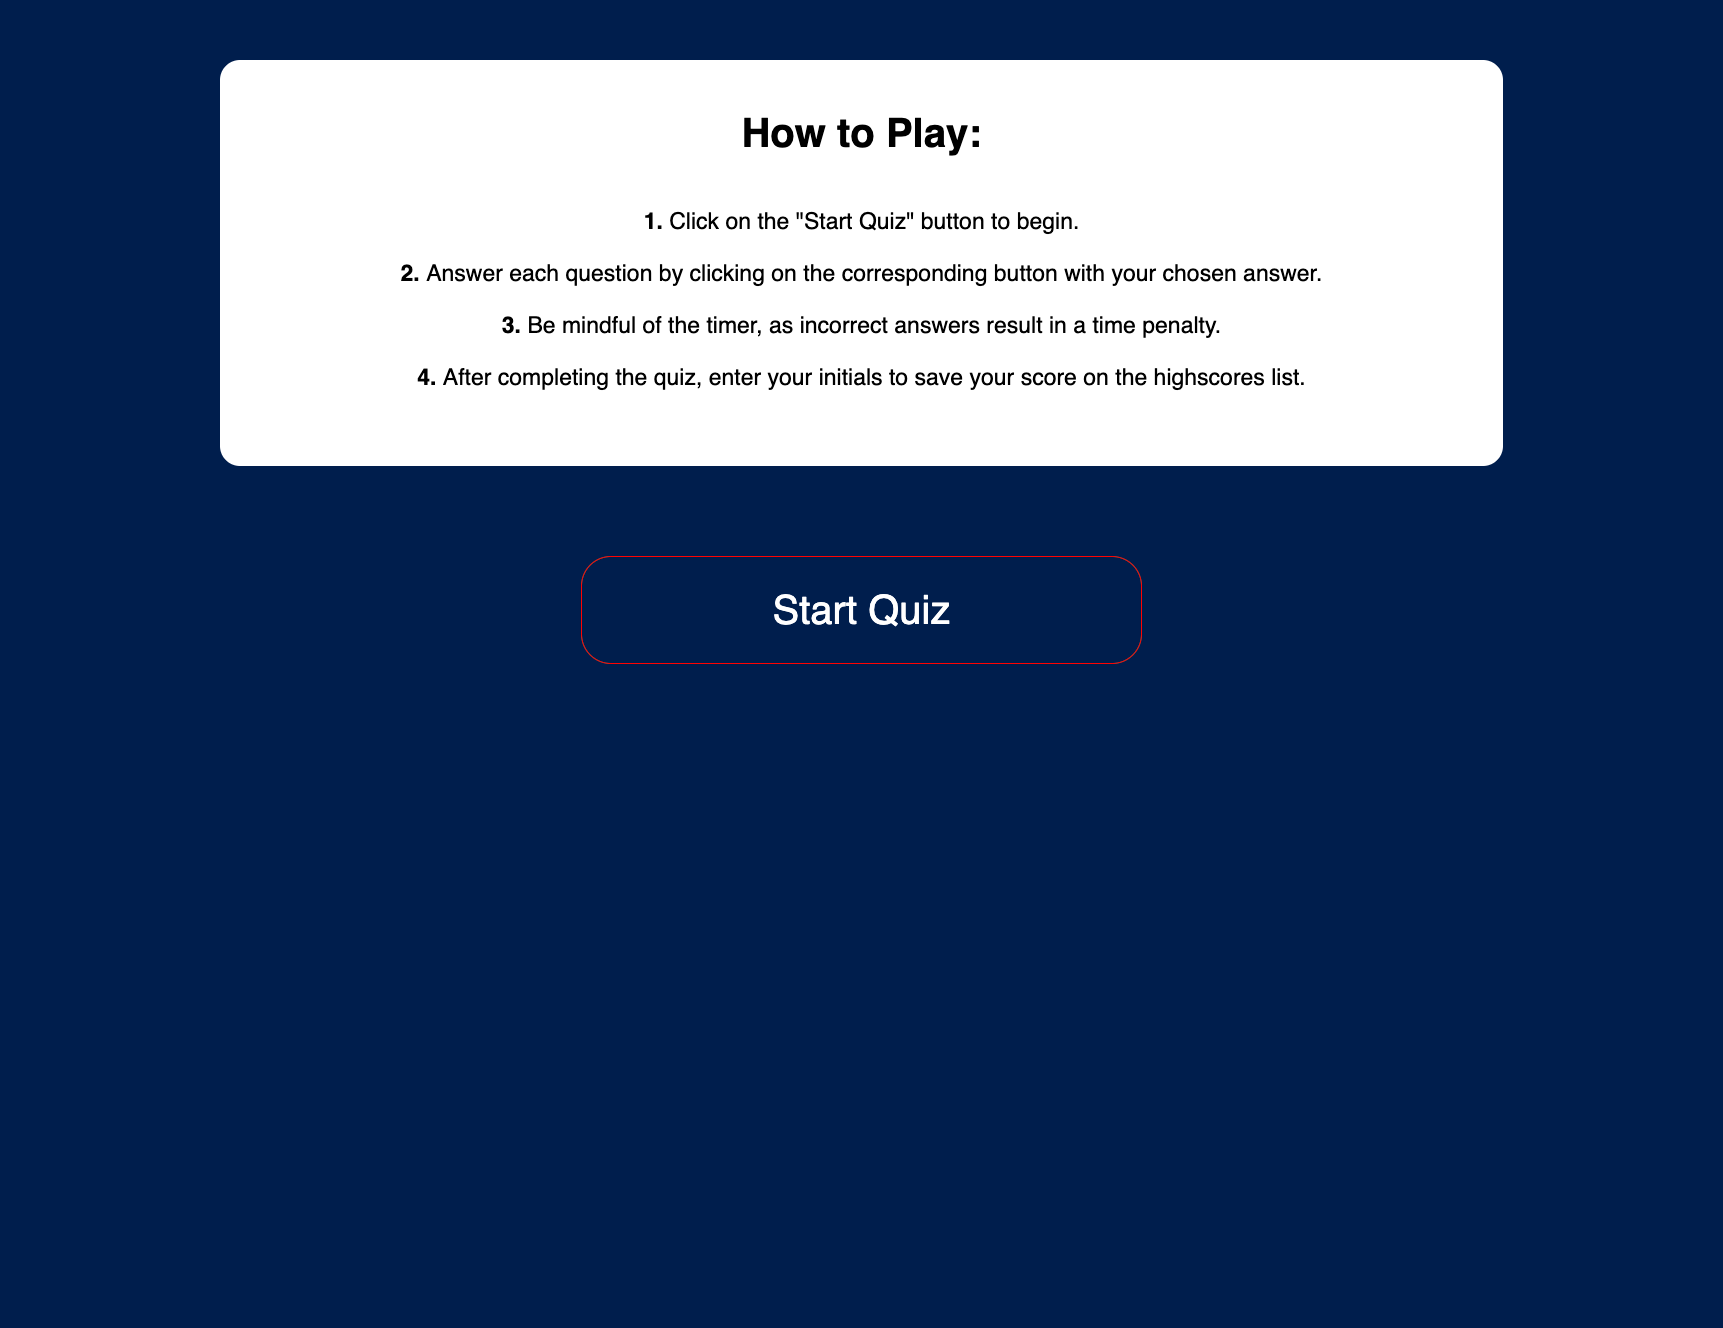 How to Play:
1. Click on the "Start Quiz" button to begin.
2. Answer each question by clicking on the corresponding button with your chosen answer.
3. Be mindful of the timer, as incorrect answers result in a time penalty.
4. After completing the quiz, enter your initials to save your score on the highscores list.
Start Quiz